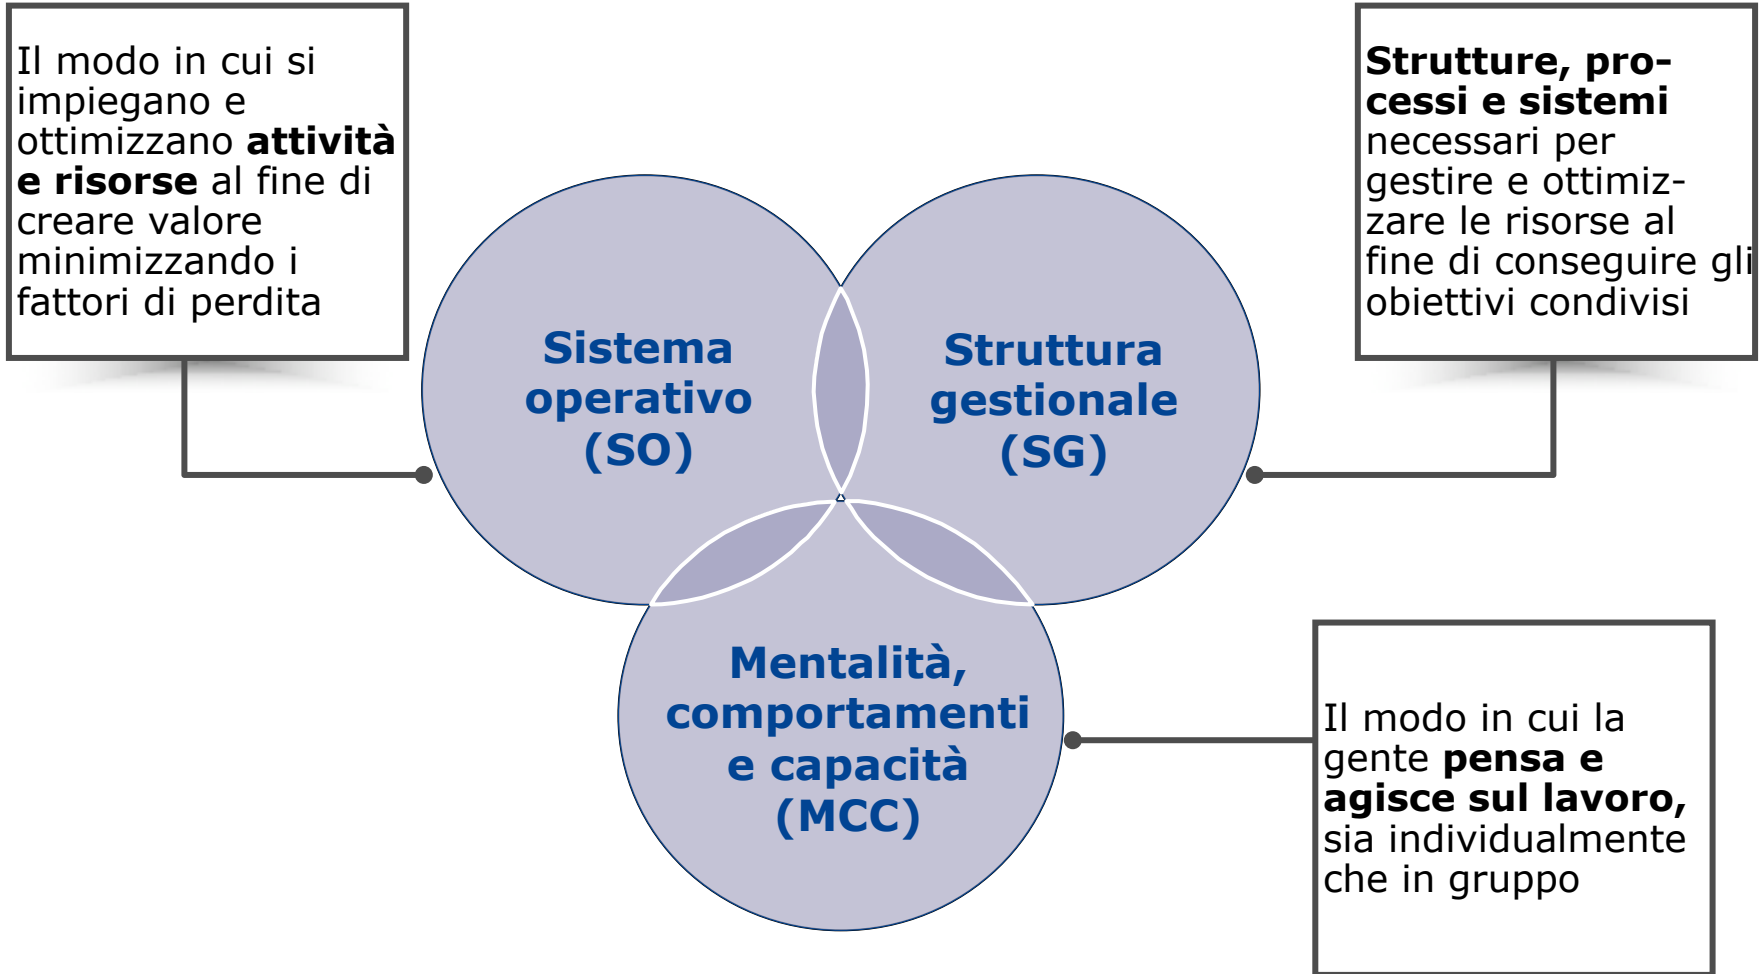 Il modo in cui si
impiegano e
ottimizzano attività
e risorse al fine di
creare valore
minimizzando i
fattori di perdita
Strutture, pro-
cessi e sistemi
necessari per
gestire e ottimiz-
zare le risorse al
fine di conseguire gli
obiettivi condivisi
Sistema
operativo
(SO)
Struttura
gestionale
(SG)
Mentalità,
comportamenti
e capacità
(MCC)
Il modo in cui la
gente pensa e
agisce sul lavoro,
sia individualmente
che in gruppo